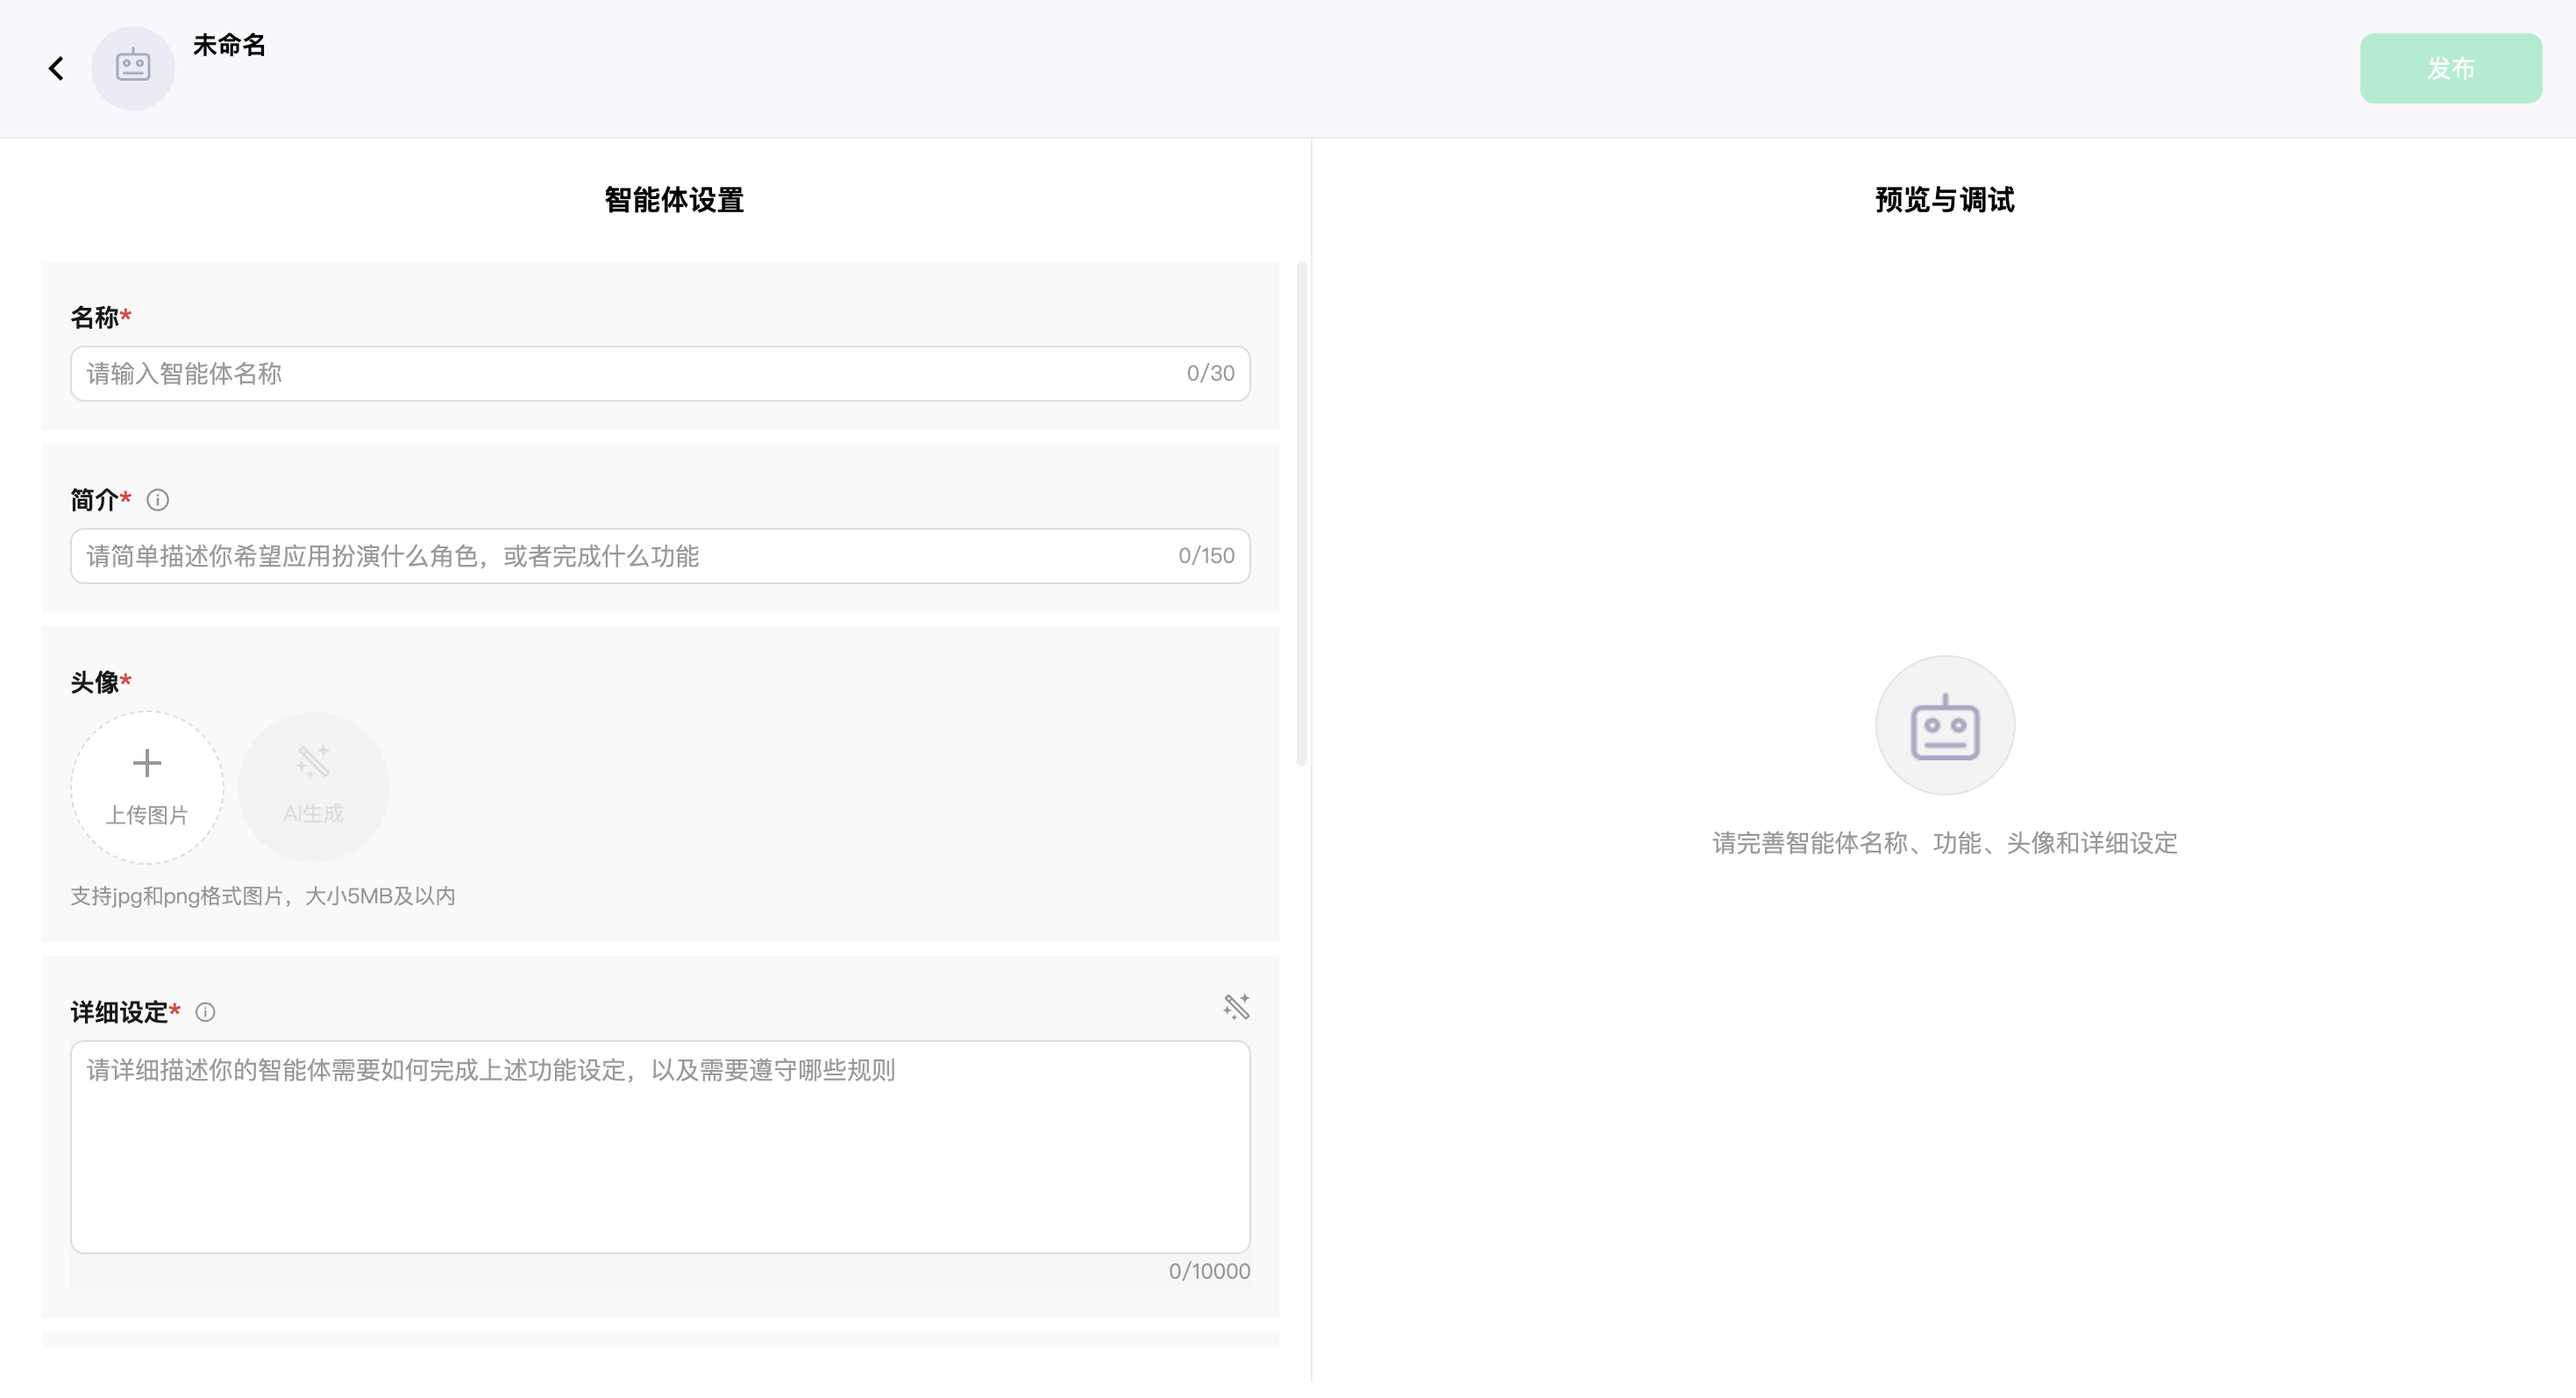 未命名
发布
智能体设置
名称*
请输入智能体名称 0/30
简介*
请简单描述你希望应用扮演什么角色，或者完成什么功能 0/150
头像*
上传图片
AI生成
支持jpg和png格式图片，大小5MB及以内
详细设定*
请详细描述你的智能体需要如何完成上述功能设定，以及需要遵守哪些规则
0/10000
预览与调试
请完善智能体名称、功能、头像和详细设定